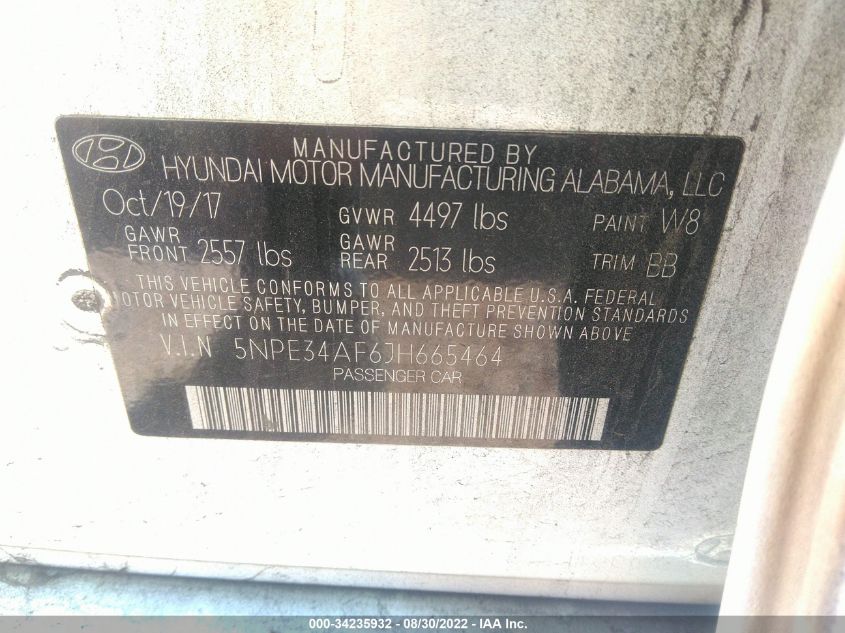 MANUFACTURED BY
HYUNDAI MOTOR MANUFACTURING ALABAMA, LLC
Oct/19/17 GVWR 4497 lbs PAINT W8
GAWR FRONT 2557 lbs GAWR REAR 2513 lbs TRIM BB
THIS VEHICLE CONFORMS TO ALL APPLICABLE U.S.A. FEDERAL
MOTOR VEHICLE SAFETY, BUMPER, AND THEFT PREVENTION STANDARDS
IN EFFECT ON THE DATE OF MANUFACTURE SHOWN ABOVE
V.I.N 5NPE34AF6JH665464
PASSENGER CAR
000-34235932 - 08/30/2022 - IAA Inc.